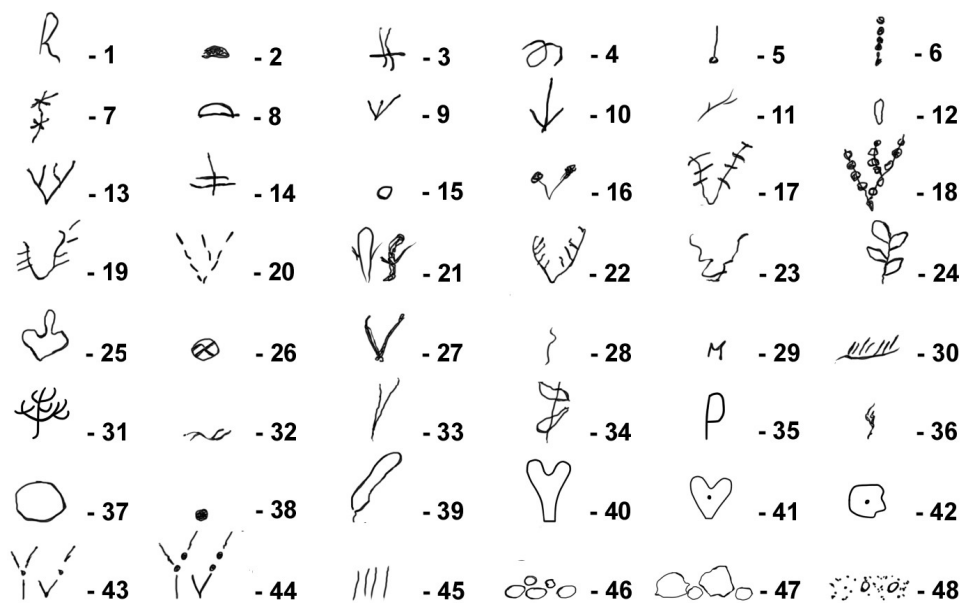 - 1 - 2 - 3 - 4 - 5 - 6
- 7 - 8 - 9 - 10 - 11 - 12
- 13 - 14 - 15 - 16 - 17 - 18
- 19 - 20 - 21 - 22 - 23 - 24
- 25 - 26 - 27 - 28 - 29 - 30
- 31 - 32 - 33 - 34 - 35 - 36
- 37 - 38 - 39 - 40 - 41 - 42
- 43 - 44 - 45 - 46 - 47 - 48